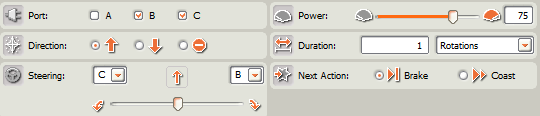 Port: A B C
Power: 75
Direction:
Duration: 1 Rotations
Steering: C B
Next Action: Brake Coast